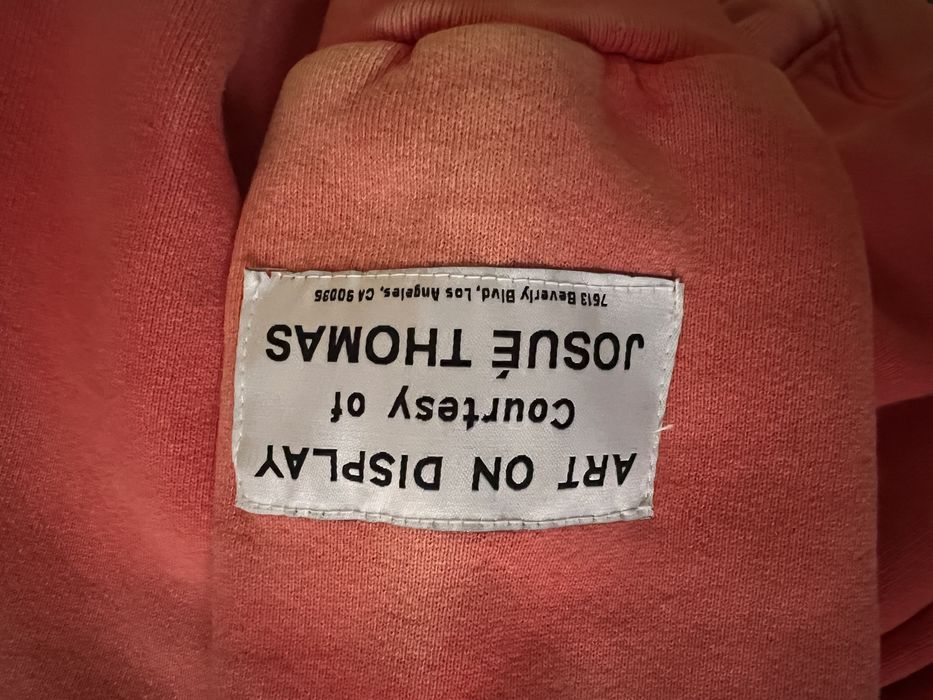 ART ON DISPLAY
Courtesy of
JOSUÉ THOMAS
7613 Beverly Blvd, Los Angeles, CA 90036